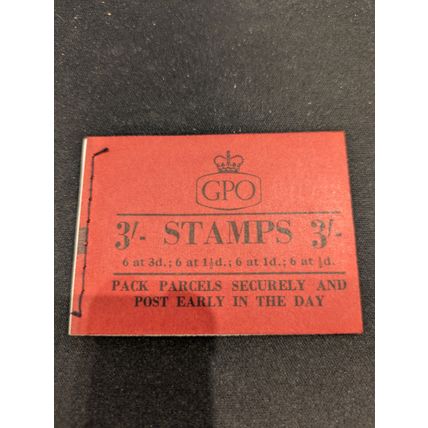 GPO
3/- STAMPS 3/-
6 at 3d.; 6 at 1½d.; 6 at 1d.; 6 at ½d.
PACK PARCELS SECURELY AND
POST EARLY IN THE DAY